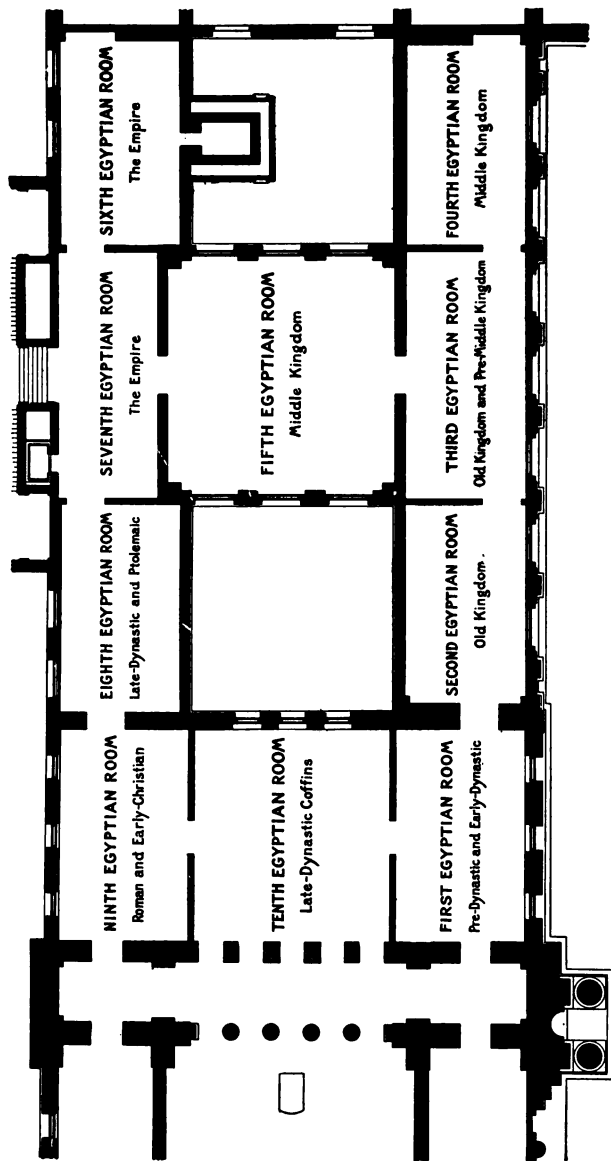 SIXTH EGYPTIAN ROOM
The Empire
FOURTH EGYPTIAN ROOM
Middle Kingdom
SEVENTH EGYPTIAN ROOM
The Empire
FIFTH EGYPTIAN ROOM
Middle Kingdom
THIRD EGYPTIAN ROOM
Old Kingdom and Pre-Middle Kingdom
EIGHTH EGYPTIAN ROOM
Late-Dynastic and Ptolemaic
SECOND EGYPTIAN ROOM
Old Kingdom.
NINTH EGYPTIAN ROOM
Roman and Early-Christian
TENTH EGYPTIAN ROOM
Late-Dynastic Coffins
FIRST EGYPTIAN ROOM
Pre-Dynastic and Early-Dynastic